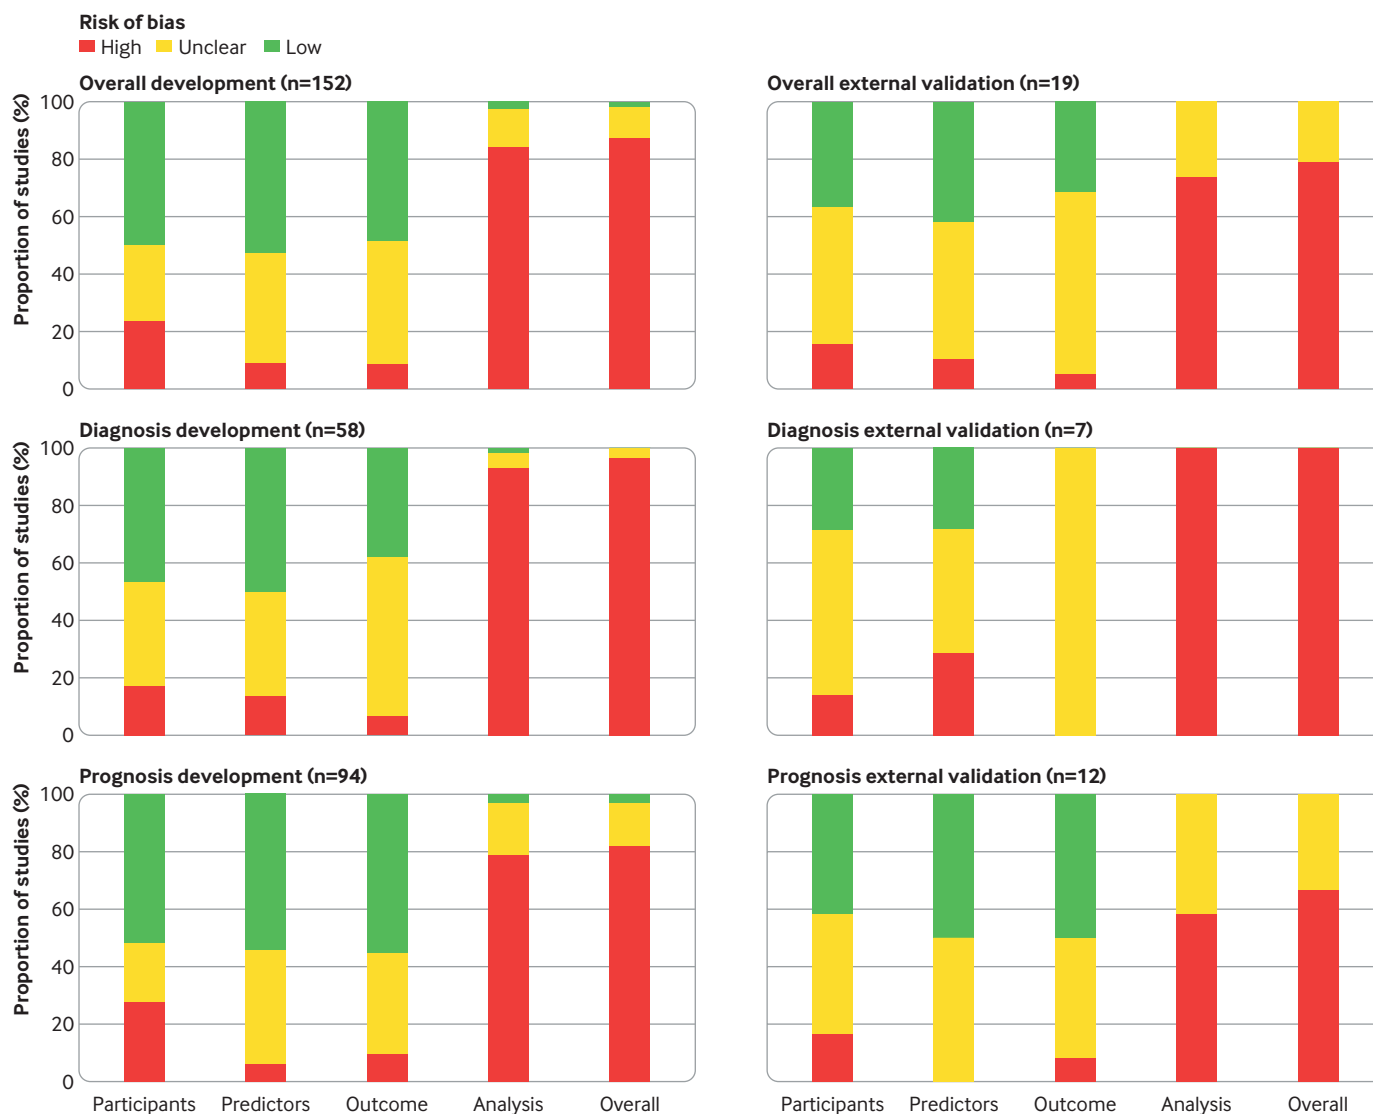 Risk of bias
High Unclear Low
Overall development (n=152)
Proportion of studies (%)
100
80
60
40
20
0
Overall external validation (n=19)
Diagnosis development (n=58)
Proportion of studies (%)
100
80
60
40
20
0
Diagnosis external validation (n=7)
Prognosis development (n=94)
Proportion of studies (%)
100
80
60
40
20
0
Participants Predictors Outcome Analysis Overall
Prognosis external validation (n=12)
Participants Predictors Outcome Analysis Overall